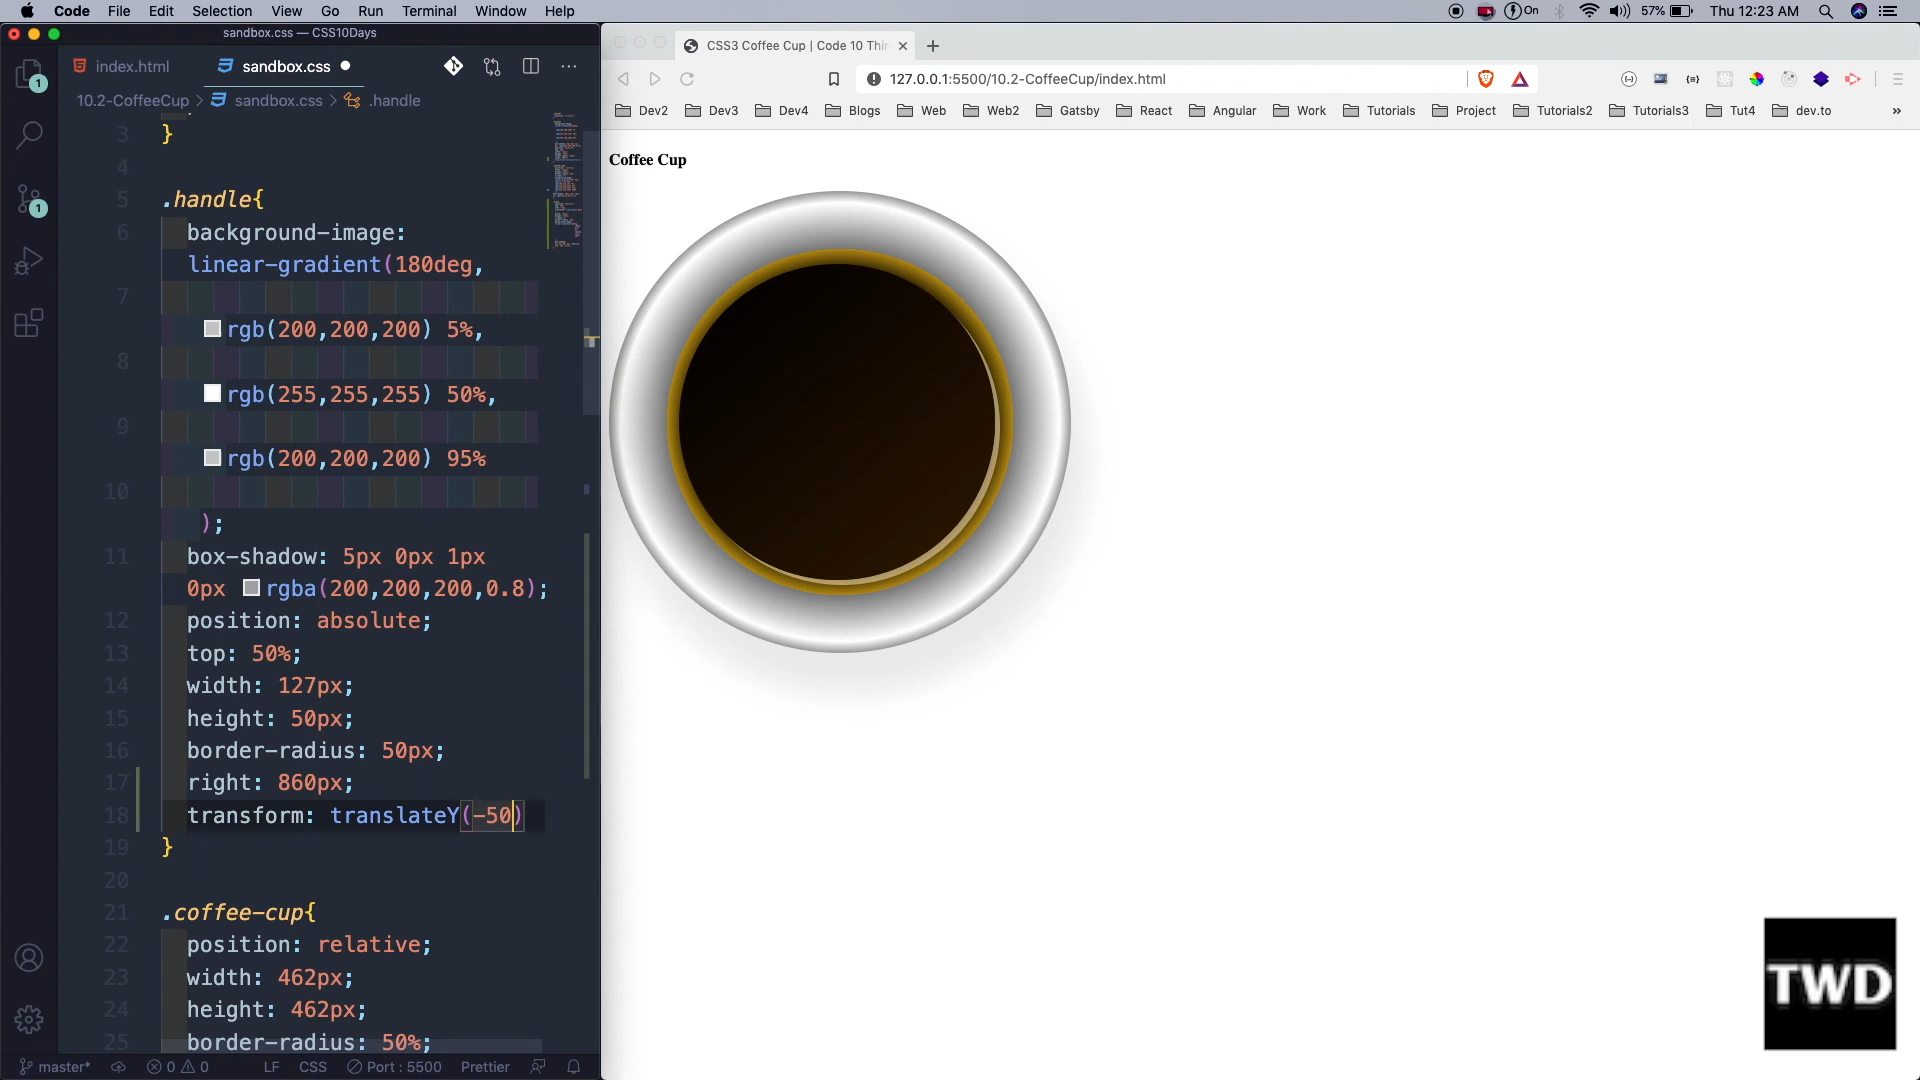 Code File Edit Selection View Go Run Terminal Window Help
On 57% Thu 12:23 AM
sandbox.css — CSS10Days
index.html sandbox.css
10.2-CoffeeCup > sandbox.css > .handle
3 }
4
5 .handle{
6 background-image:
linear-gradient(180deg,
7
rgb(200,200,200) 5%,
8
rgb(255,255,255) 50%,
9
rgb(200,200,200) 95%
10
);
11 box-shadow: 5px 0px 1px
0px rgba(200,200,200,0.8);
12 position: absolute;
13 top: 50%;
14 width: 127px;
15 height: 50px;
16 border-radius: 50px;
17 right: 860px;
18 transform: translateY(-50)
19 }
20
21 .coffee-cup{
22 position: relative;
23 width: 462px;
24 height: 462px;
25 border-radius: 50%;
1
1
master* 0 0 LF CSS Port : 5500 Prettier
CSS3 Coffee Cup | Code 10 Thin
127.0.0.1:5500/10.2-CoffeeCup/index.html
Dev2 Dev3 Dev4 Blogs Web Web2 Gatsby React Angular Work Tutorials Project Tutorials2 Tutorials3 Tut4 dev.to »
Coffee Cup
TWD